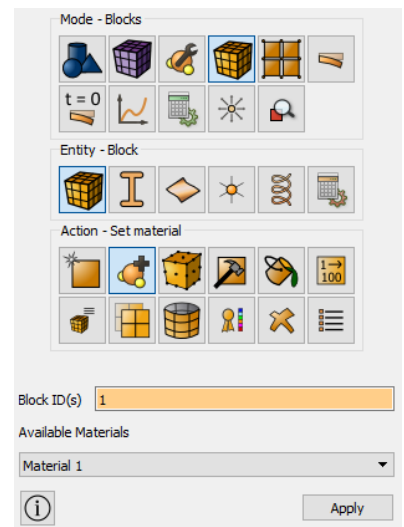 Mode - Blocks
t = 0
Entity - Block
Action - Set material
1→
100
Block ID(s) 1
Available Materials
Material 1
Apply